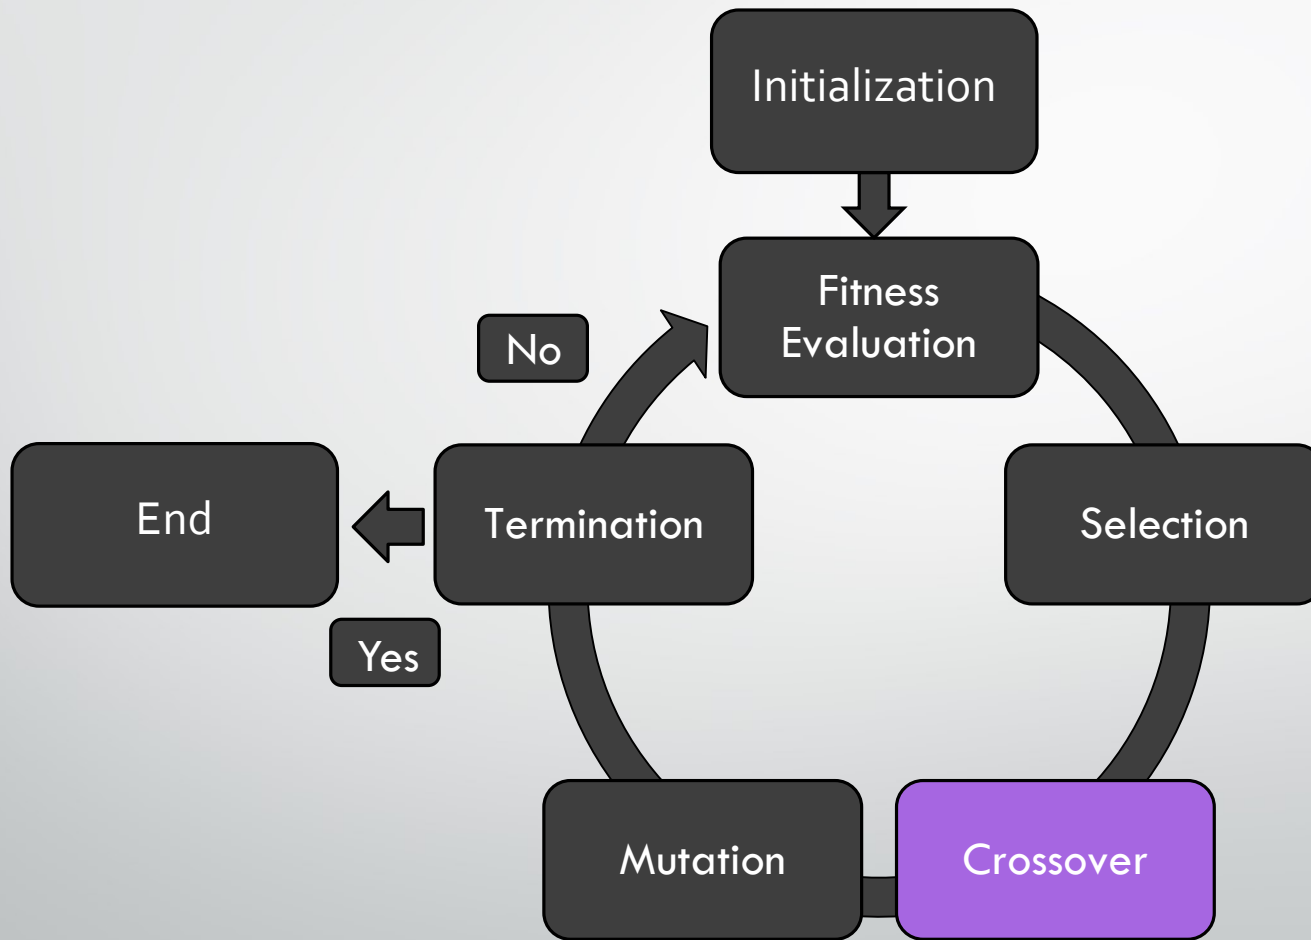 Initialization
Fitness
Evaluation
No
End
Termination
Selection
Yes
Mutation
Crossover